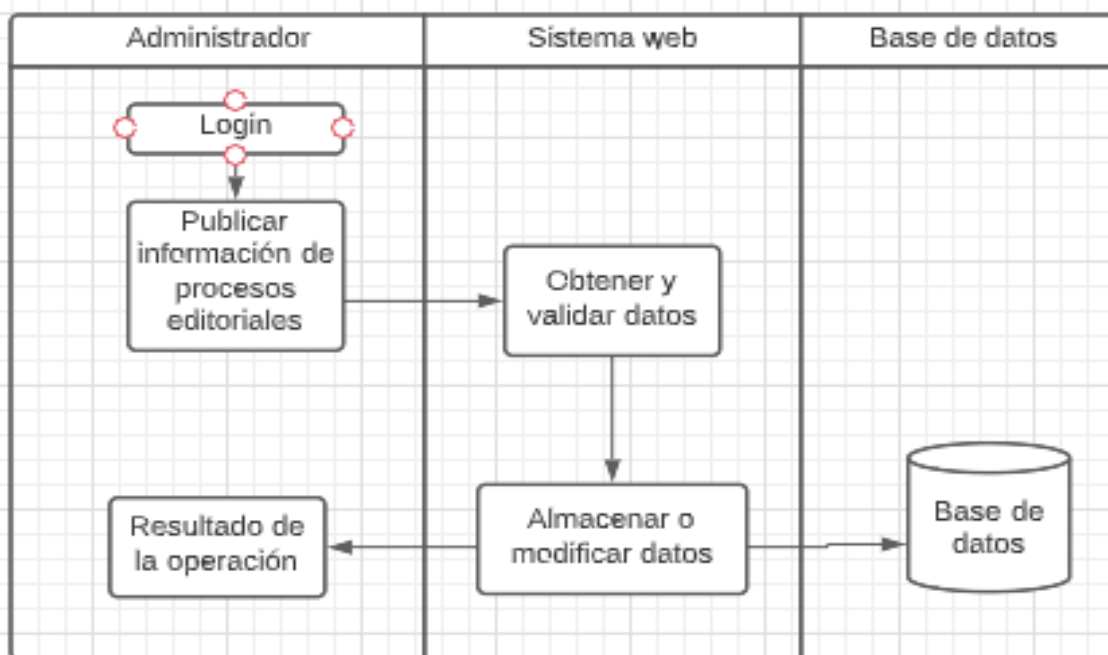 Administrador
Sistema web
Base de datos
Login
Publicar
información de
procesos
editoriales
Obtener y
validar datos
Resultado de
la operación
Almacenar o
modificar datos
Base de
datos